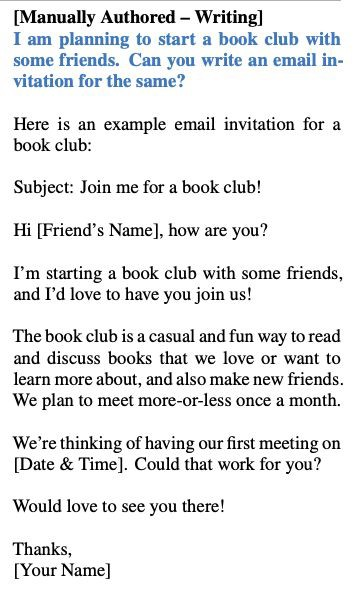 [Manually Authored – Writing]
I am planning to start a book club with
some friends. Can you write an email in-
vitation for the same?
Here is an example email invitation for a
book club:
Subject: Join me for a book club!
Hi [Friend’s Name], how are you?
I’m starting a book club with some friends,
and I’d love to have you join us!
The book club is a casual and fun way to read
and discuss books that we love or want to
learn more about, and also make new friends.
We plan to meet more-or-less once a month.
We’re thinking of having our first meeting on
[Date & Time]. Could that work for you?
Would love to see you there!
Thanks,
[Your Name]